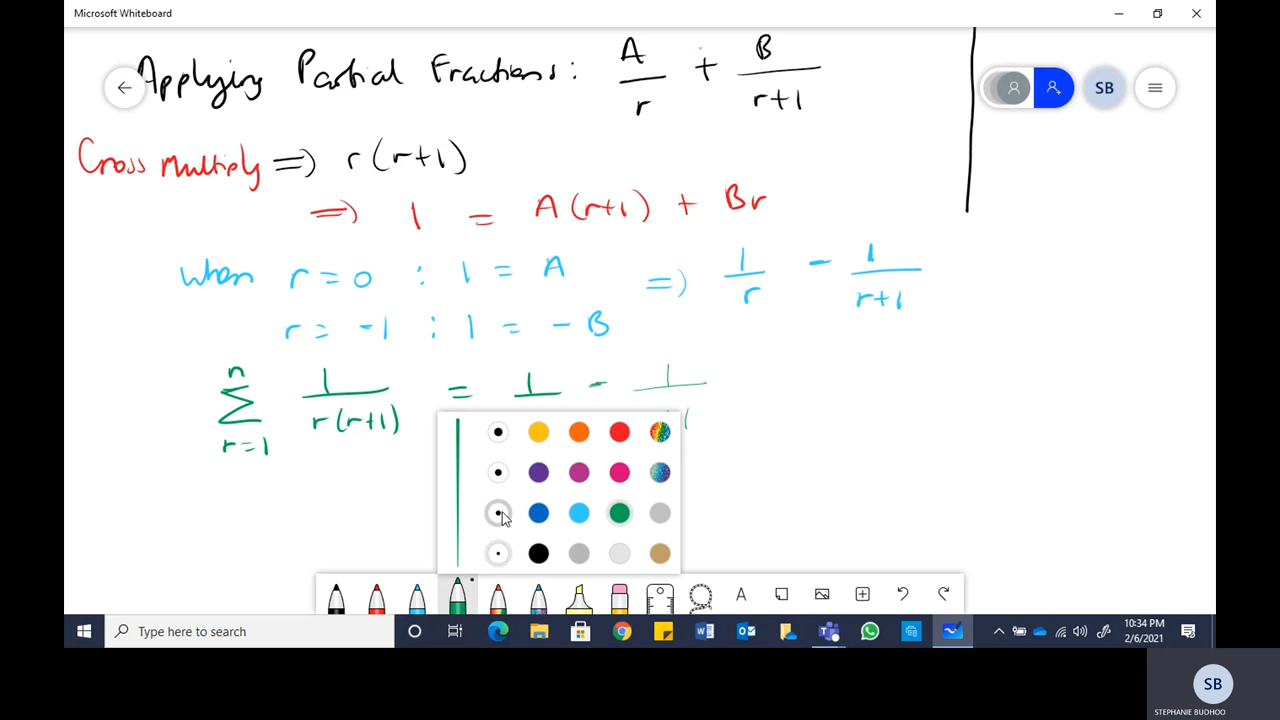 Microsoft Whiteboard
Applying Partial Fractions: A/r + B/(r+1)
SB
Cross Multiply => r(r+1)
=> 1 = A(r+1) + Br
When r = 0 : 1 = A => 1/r - 1/(r+1)
r = -1 : 1 = - B
n
∑ 1/(r(r+1)) = 1 - 1
r=1
A
Type here to search
10:34 PM
2/6/2021
SB
STEPHANIE BUDHOO